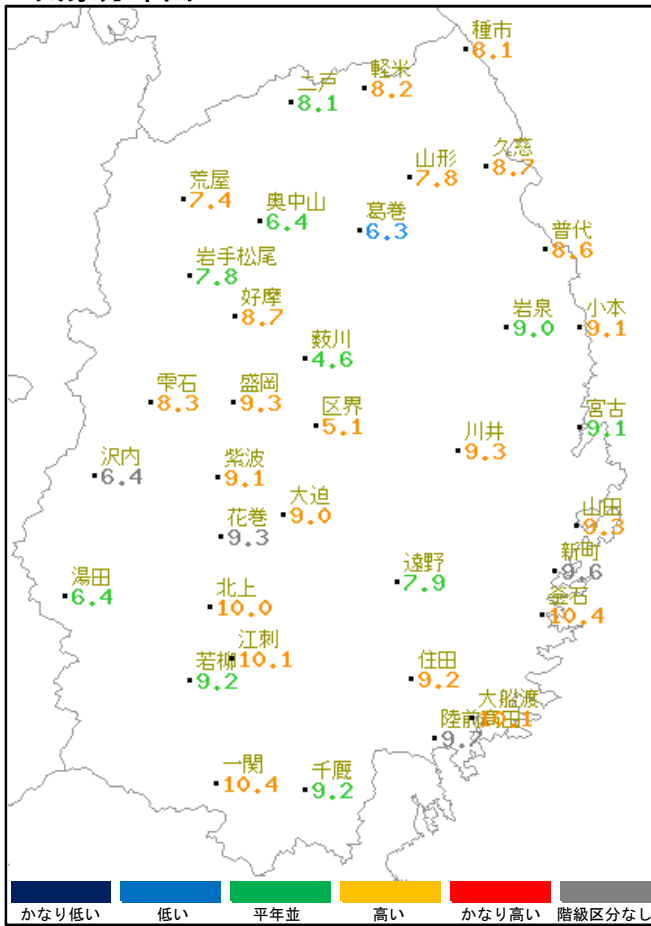 種市
8.1
軽米
8.2
二戸
8.1
久慈
8.7
山形
7.8
荒屋
7.4
奥中山
6.4
葛巻
6.3
普代
8.6
岩手松尾
7.8
好摩
8.7
岩泉
9.0
小本
9.1
藪川
4.6
雫石
8.3
盛岡
9.3
区界
5.1
宮古
9.1
川井
9.3
沢内
6.4
紫波
9.1
大迫
9.0
花巻
9.3
山田
9.3
新町
9.6
遠野
7.9
湯田
6.4
北上
10.0
釜石
10.4
江刺
10.1
若柳
9.2
住田
9.2
大船渡
10.1
陸前高田
一関
10.4
千厩
9.2
かなり低い 低い 平年並 高い かなり高い 階級区分なし